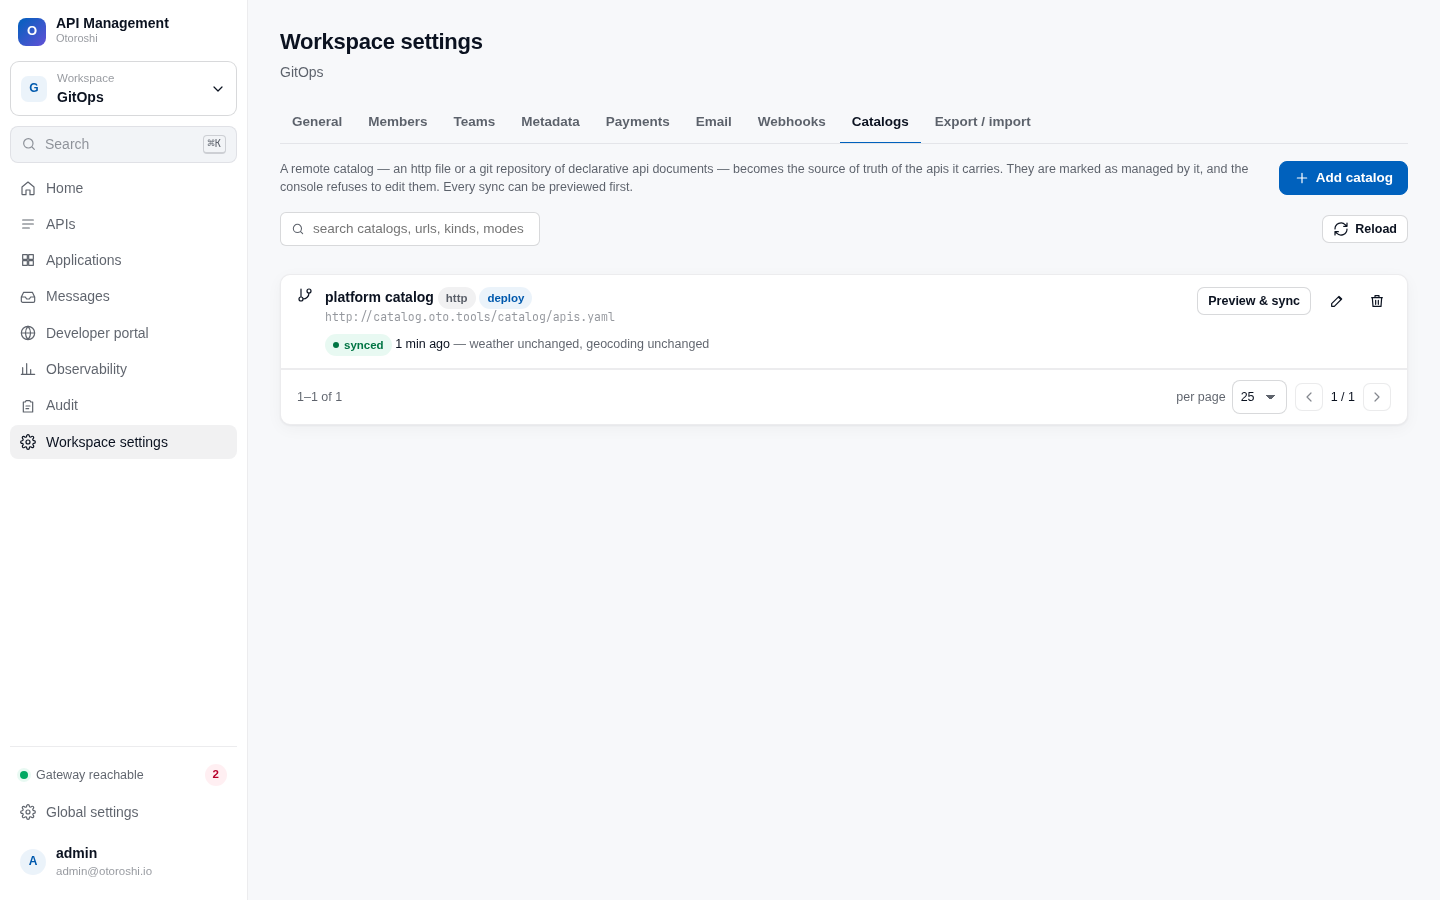 O
API Management
Otoroshi
G
Workspace
GitOps
Search
⌘K
Home
APIs
Applications
Messages
Developer portal
Observability
Audit
Workspace settings
Gateway reachable
2
Global settings
A
admin
admin@otoroshi.io
Workspace settings
GitOps
General Members Teams Metadata Payments Email Webhooks Catalogs Export / import
A remote catalog — an http file or a git repository of declarative api documents — becomes the source of truth of the apis it carries. They are marked as managed by it, and the
console refuses to edit them. Every sync can be previewed first.
Add catalog
search catalogs, urls, kinds, modes
Reload
platform catalog http deploy
Preview & sync
http://catalog.oto.tools/catalog/apis.yaml
synced 1 min ago — weather unchanged, geocoding unchanged
1–1 of 1
per page 25 1 / 1